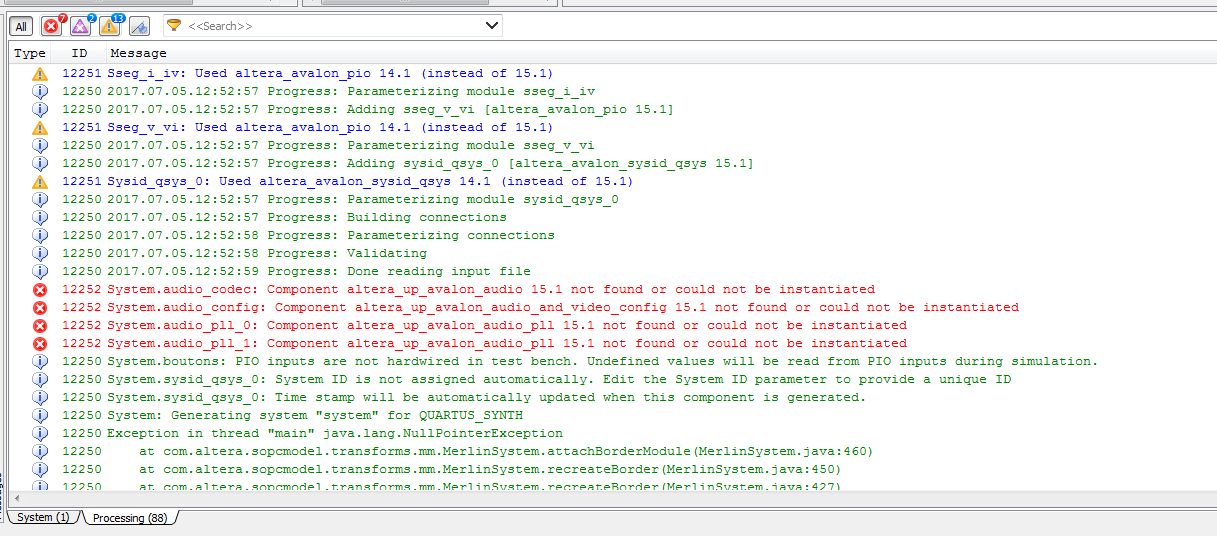 All 7 2 13 <<Search>>
Type ID Message
12251 Sseg_i_iv: Used altera_avalon_pio 14.1 (instead of 15.1)
12250 2017.07.05.12:52:57 Progress: Parameterizing module sseg_i_iv
12250 2017.07.05.12:52:57 Progress: Adding sseg_v_vi [altera_avalon_pio 15.1]
12251 Sseg_v_vi: Used altera_avalon_pio 14.1 (instead of 15.1)
12250 2017.07.05.12:52:57 Progress: Parameterizing module sseg_v_vi
12250 2017.07.05.12:52:57 Progress: Adding sysid_qsys_0 [altera_avalon_sysid_qsys 15.1]
12251 Sysid_qsys_0: Used altera_avalon_sysid_qsys 14.1 (instead of 15.1)
12250 2017.07.05.12:52:57 Progress: Parameterizing module sysid_qsys_0
12250 2017.07.05.12:52:57 Progress: Building connections
12250 2017.07.05.12:52:58 Progress: Parameterizing connections
12250 2017.07.05.12:52:58 Progress: Validating
12250 2017.07.05.12:52:59 Progress: Done reading input file
12252 System.audio_codec: Component altera_up_avalon_audio 15.1 not found or could not be instantiated
12252 System.audio_config: Component altera_up_avalon_audio_and_video_config 15.1 not found or could not be instantiated
12252 System.audio_pll_0: Component altera_up_avalon_audio_pll 15.1 not found or could not be instantiated
12252 System.audio_pll_1: Component altera_up_avalon_audio_pll 15.1 not found or could not be instantiated
12250 System.boutons: PIO inputs are not hardwired in test bench. Undefined values will be read from PIO inputs during simulation.
12250 System.sysid_qsys_0: System ID is not assigned automatically. Edit the System ID parameter to provide a unique ID
12250 System.sysid_qsys_0: Time stamp will be automatically updated when this component is generated.
12250 System: Generating system "system" for QUARTUS_SYNTH
12250 Exception in thread "main" java.lang.NullPointerException
12250 at com.altera.sopcmodel.transforms.mm.MerlinSystem.attachBorderModule(MerlinSystem.java:460)
12250 at com.altera.sopcmodel.transforms.mm.MerlinSystem.recreateBorder(MerlinSystem.java:450)
12250 at com.altera.sopcmodel.transforms.mm.MerlinSystem.recreateBorder(MerlinSystem.java:427)
System (1) Processing (88)